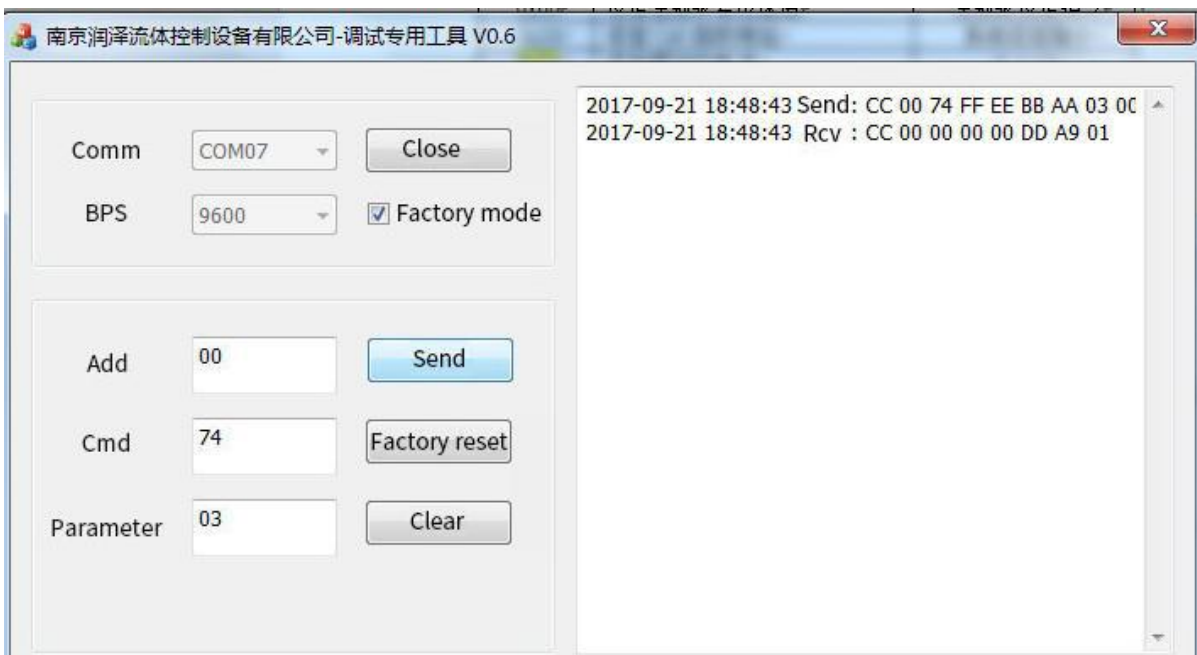 南京润泽流体控制设备有限公司-调试专用工具 V0.6
Comm
COM07
Close
BPS
9600
Factory mode
Add
00
Send
Cmd
74
Factory reset
Parameter
03
Clear
2017-09-21 18:48:43 Send: CC 00 74 FF EE BB AA 03 00
2017-09-21 18:48:43 Rcv : CC 00 00 00 00 DD A9 01